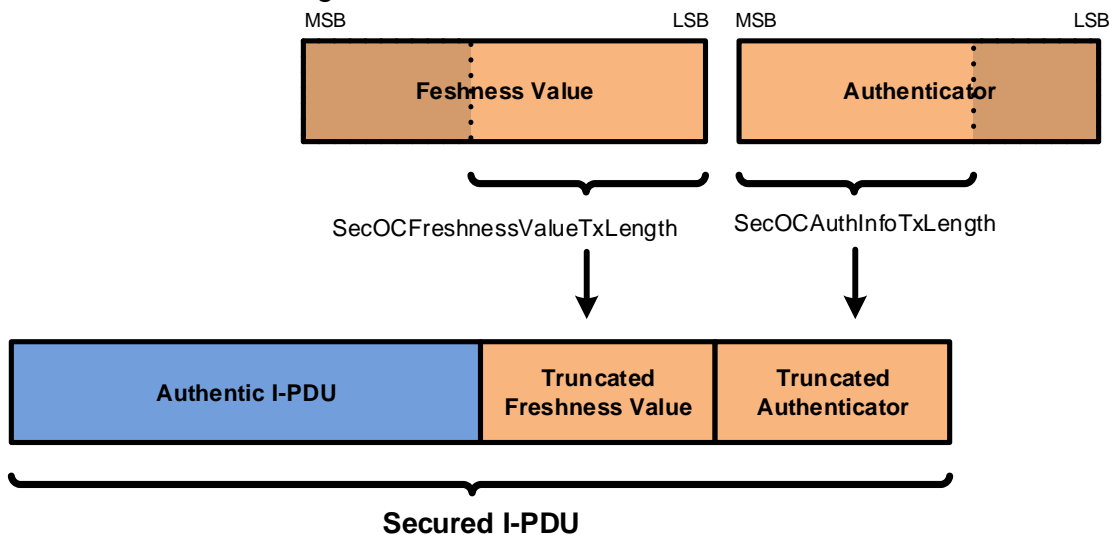 MSB LSB MSB LSB
Feshness Value Authenticator
SecOCFreshnessValueTxLength SecOCAuthInfoTxLength
Authentic I-PDU
Truncated
Freshness Value
Truncated
Authenticator
Secured I-PDU